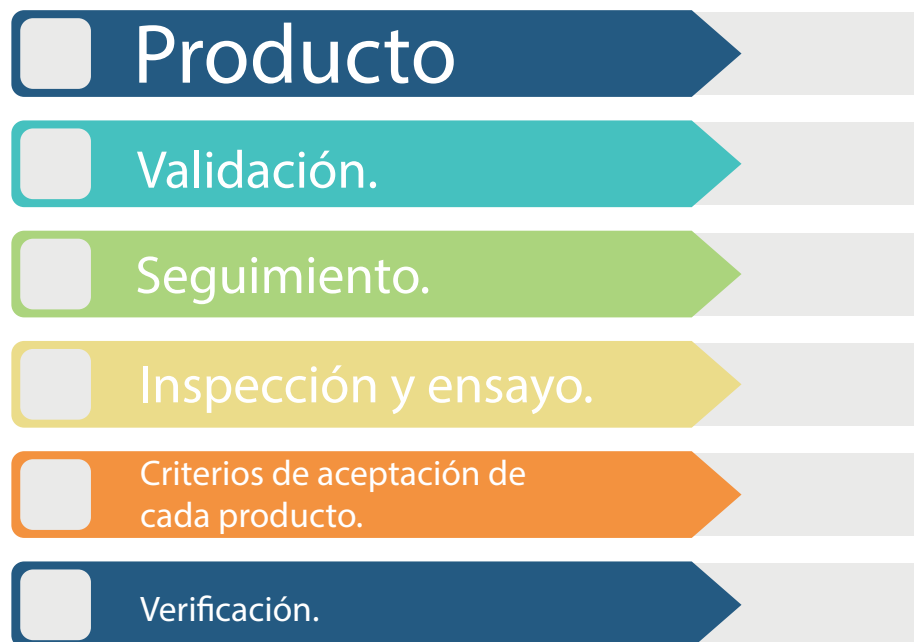 Producto
Validación.
Seguimiento.
Inspección y ensayo.
Criterios de aceptación de
cada producto.
Verificación.